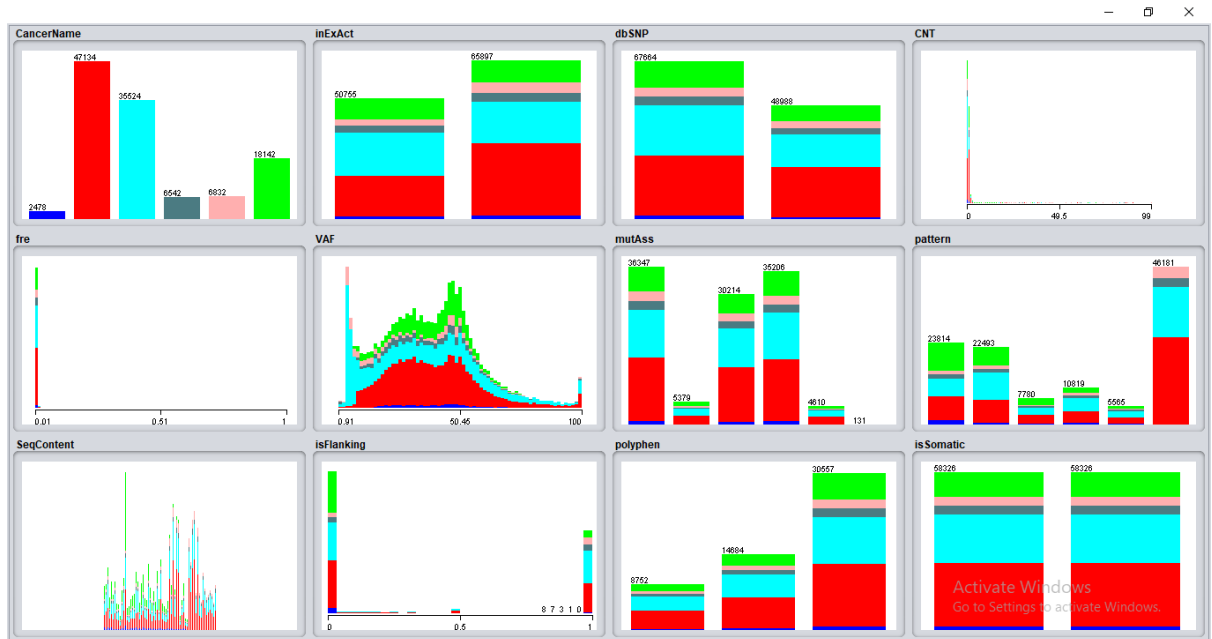 CancerName
47134
35524
18142
6542
6832
2478
inExAct
65897
50755
dbSNP
67664
48988
CNT
0 49.5 99
fre
0.01 0.51 1
VAF
0.91 50.46 100
mutAss
36347
35206
30214
5379
4610
131
pattern
46181
23814
22493
7780
10819
5565
SeqContent
isFlanking
8 7 3 1 0
0 0.5 1
polyphen
30557
14684
8752
isSomatic
58326 58326
Activate Windows
Go to Settings to activate Windows.